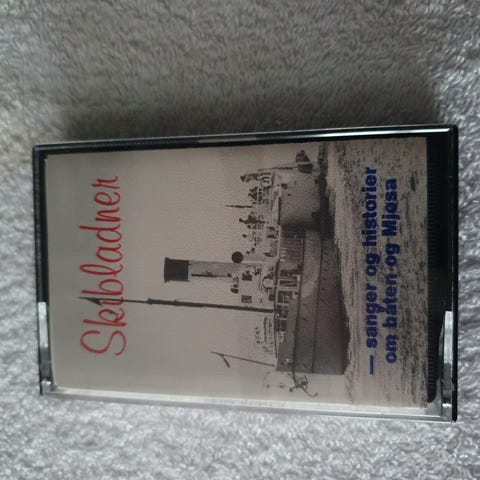 Skibladner
— sanger og historier
om båten og Mjøsa